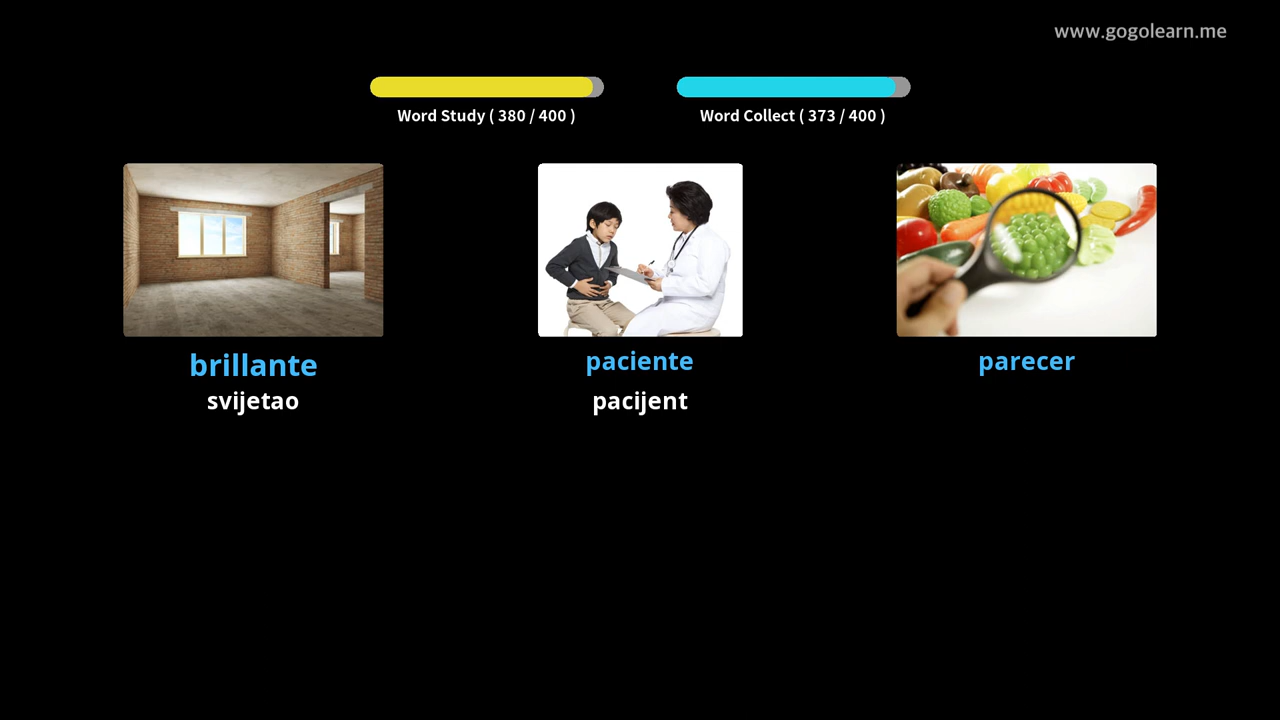 www.gogolearn.me
Word Study ( 380 / 400 )
Word Collect ( 373 / 400 )
brillante
svijetao
paciente
pacijent
parecer